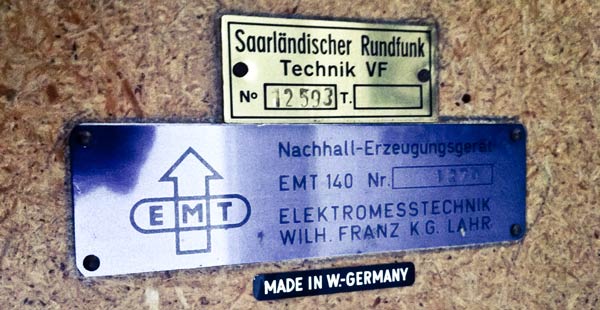 Saarländischer Rundfunk
Technik VF
No 12593 T.
Nachhall-Erzeugungsgerät
EMT 140 Nr.
EMT
ELEKTROMESSTECHNIK
WILH. FRANZ K G. LAHR
MADE IN W.-GERMANY